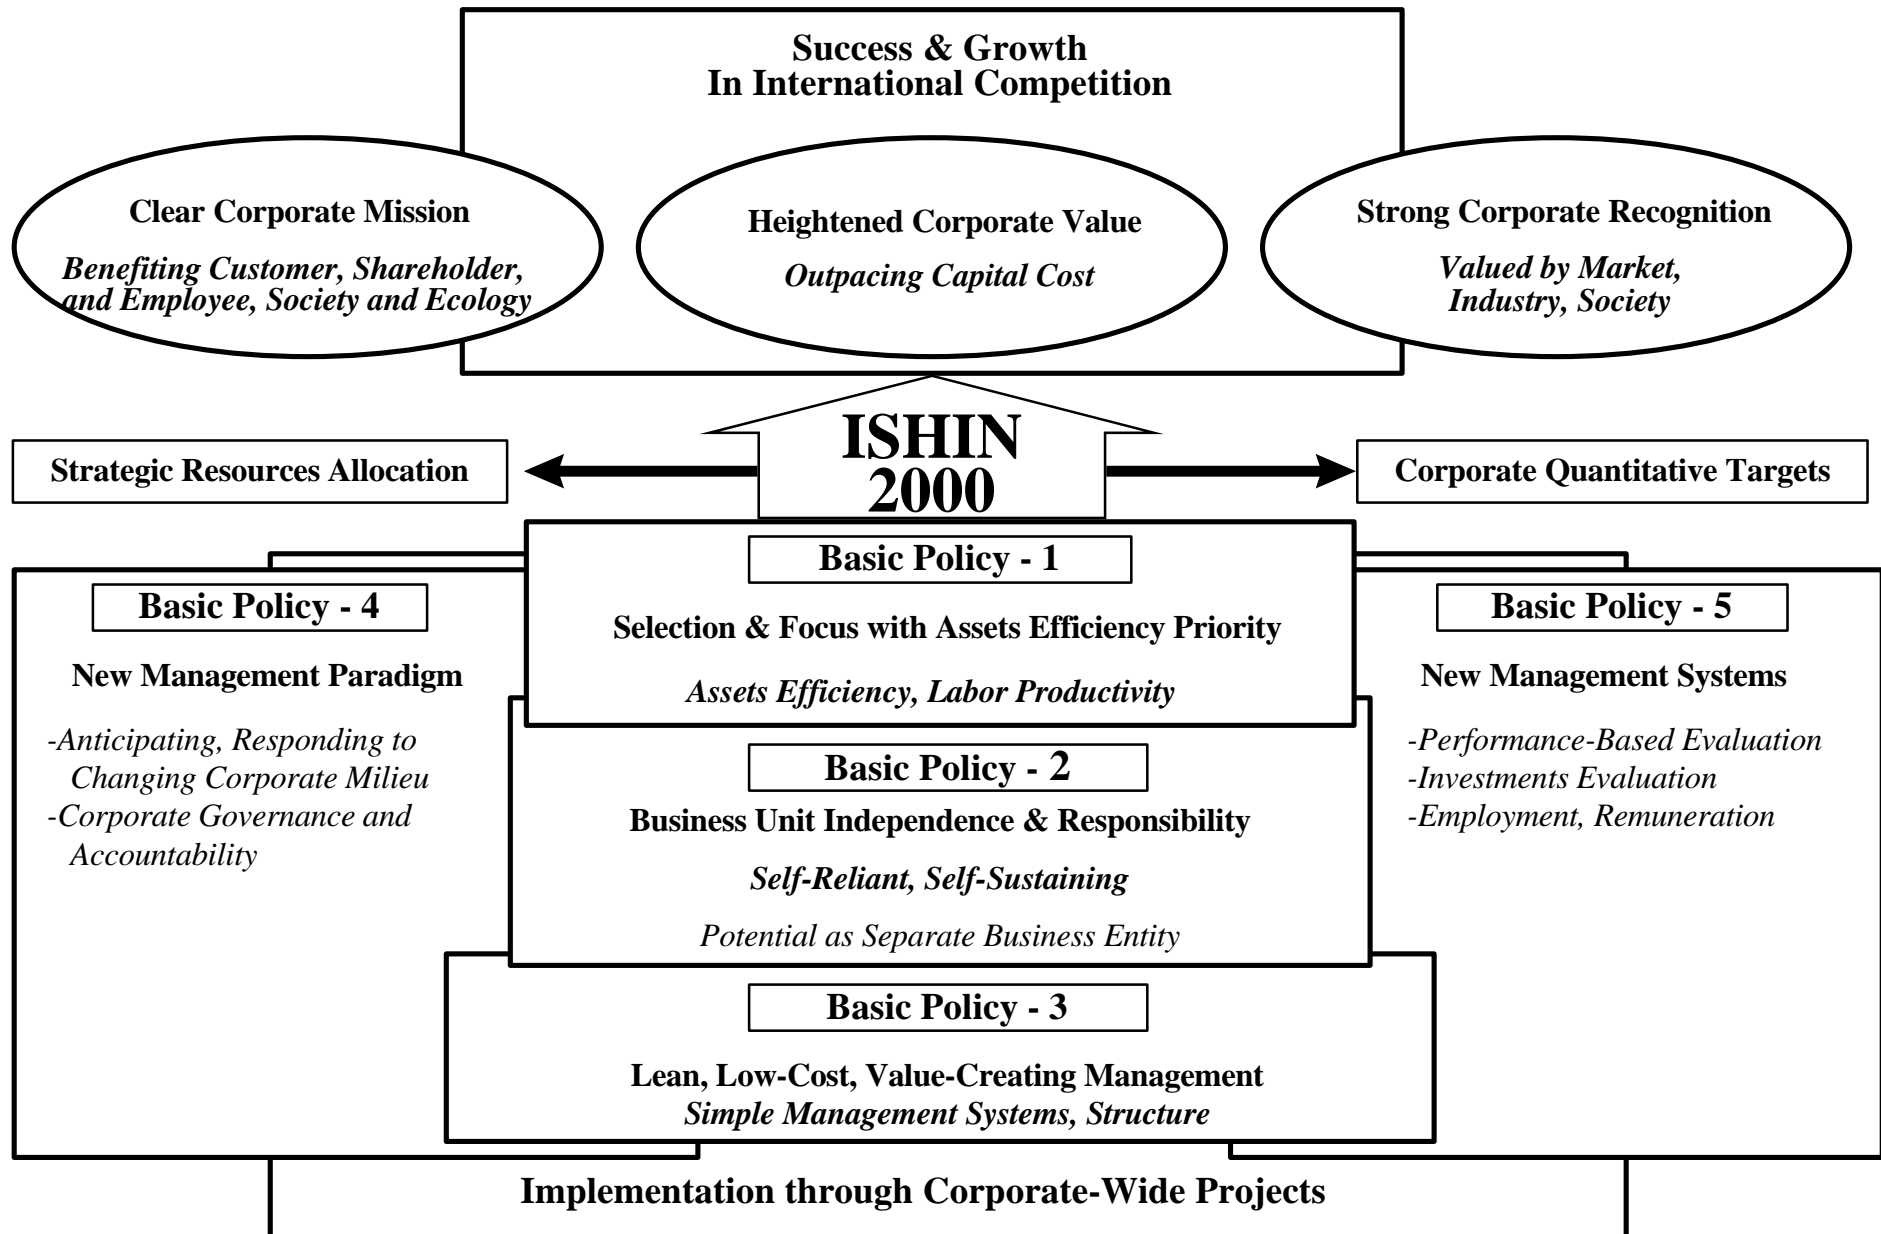 Success & Growth
In International Competition
Clear Corporate Mission
Benefiting Customer, Shareholder,
and Employee, Society and Ecology
Heightened Corporate Value
Outpacing Capital Cost
Strong Corporate Recognition
Valued by Market,
Industry, Society
Strategic Resources Allocation
ISHIN
2000
Corporate Quantitative Targets
Basic Policy - 4
New Management Paradigm
-Anticipating, Responding to
Changing Corporate Milieu
-Corporate Governance and
Accountability
Basic Policy - 1
Selection & Focus with Assets Efficiency Priority
Assets Efficiency, Labor Productivity
Basic Policy - 2
Business Unit Independence & Responsibility
Self-Reliant, Self-Sustaining
Potential as Separate Business Entity
Basic Policy - 3
Lean, Low-Cost, Value-Creating Management
Simple Management Systems, Structure
Basic Policy - 5
New Management Systems
-Performance-Based Evaluation
-Investments Evaluation
-Employment, Remuneration
Implementation through Corporate-Wide Projects